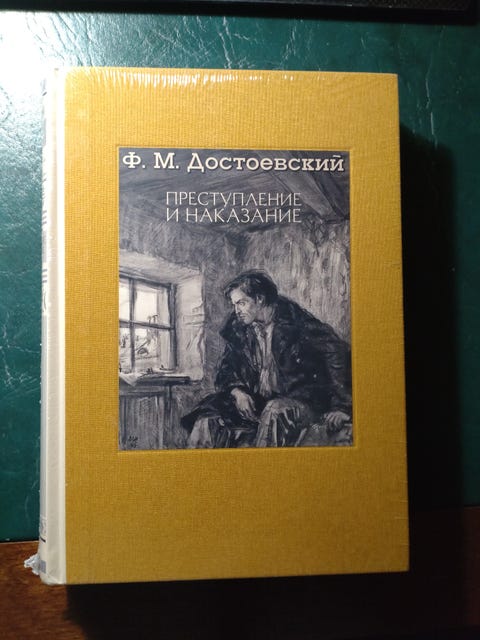 Ф. М. Достоевский
ПРЕСТУПЛЕНИЕ
И НАКАЗАНИЕ